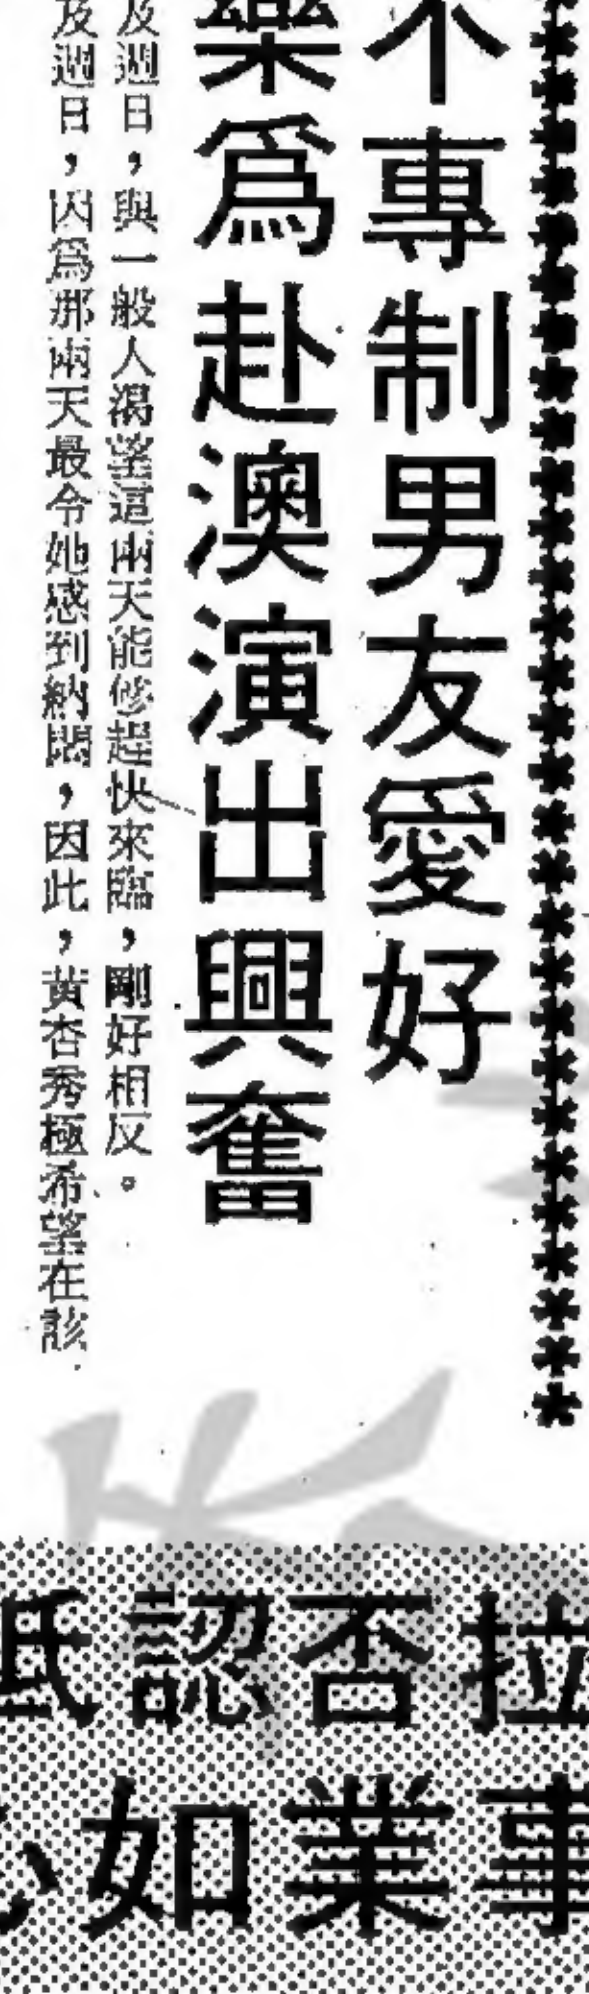 不專制男友愛好
樂爲赴澳演出興奮
及週日，與一般人渴望這兩天能够趕快來臨，剛好相反。
及週日，因爲那兩天最令她感到納悶，因此，黃杏秀極希望在該
拉否認
事業如